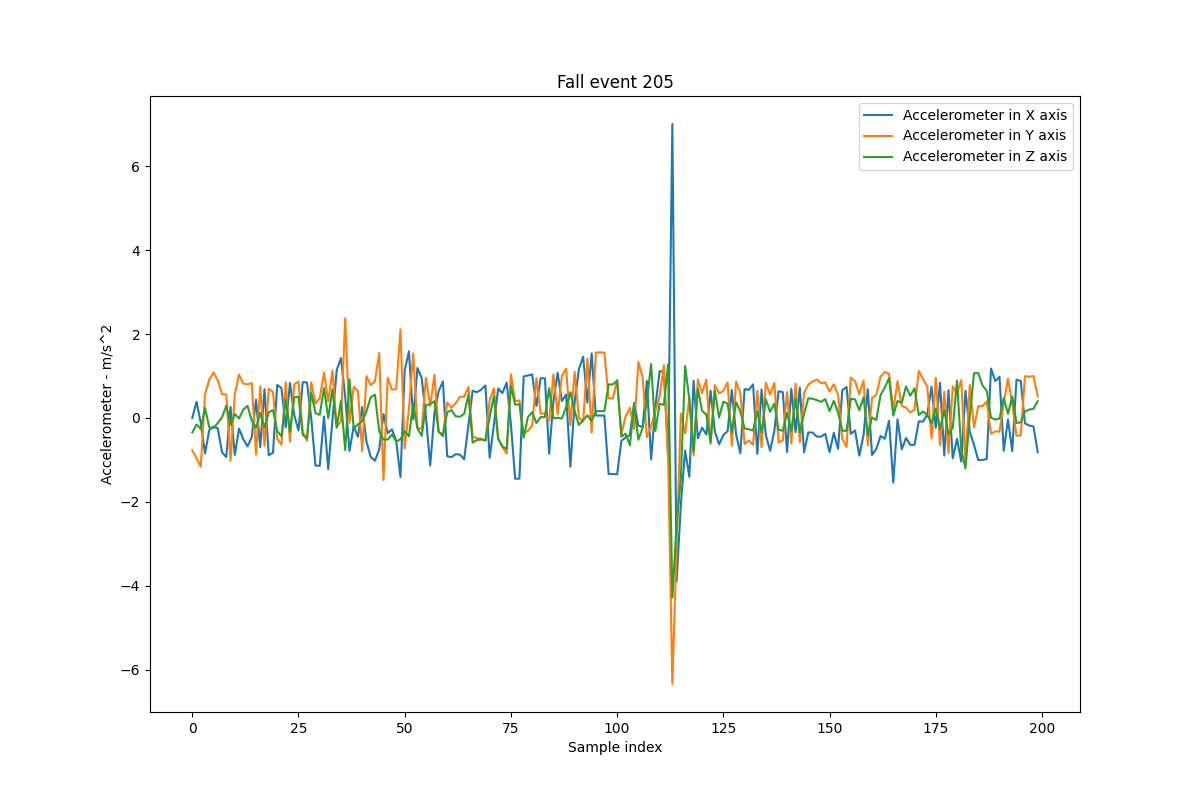 Fall event 205
Accelerometer in X axis
Accelerometer in Y axis
Accelerometer in Z axis
6
4
2
0
−2
−4
−6
Accelerometer - m/s^2
0 25 50 75 100 125 150 175 200
Sample index